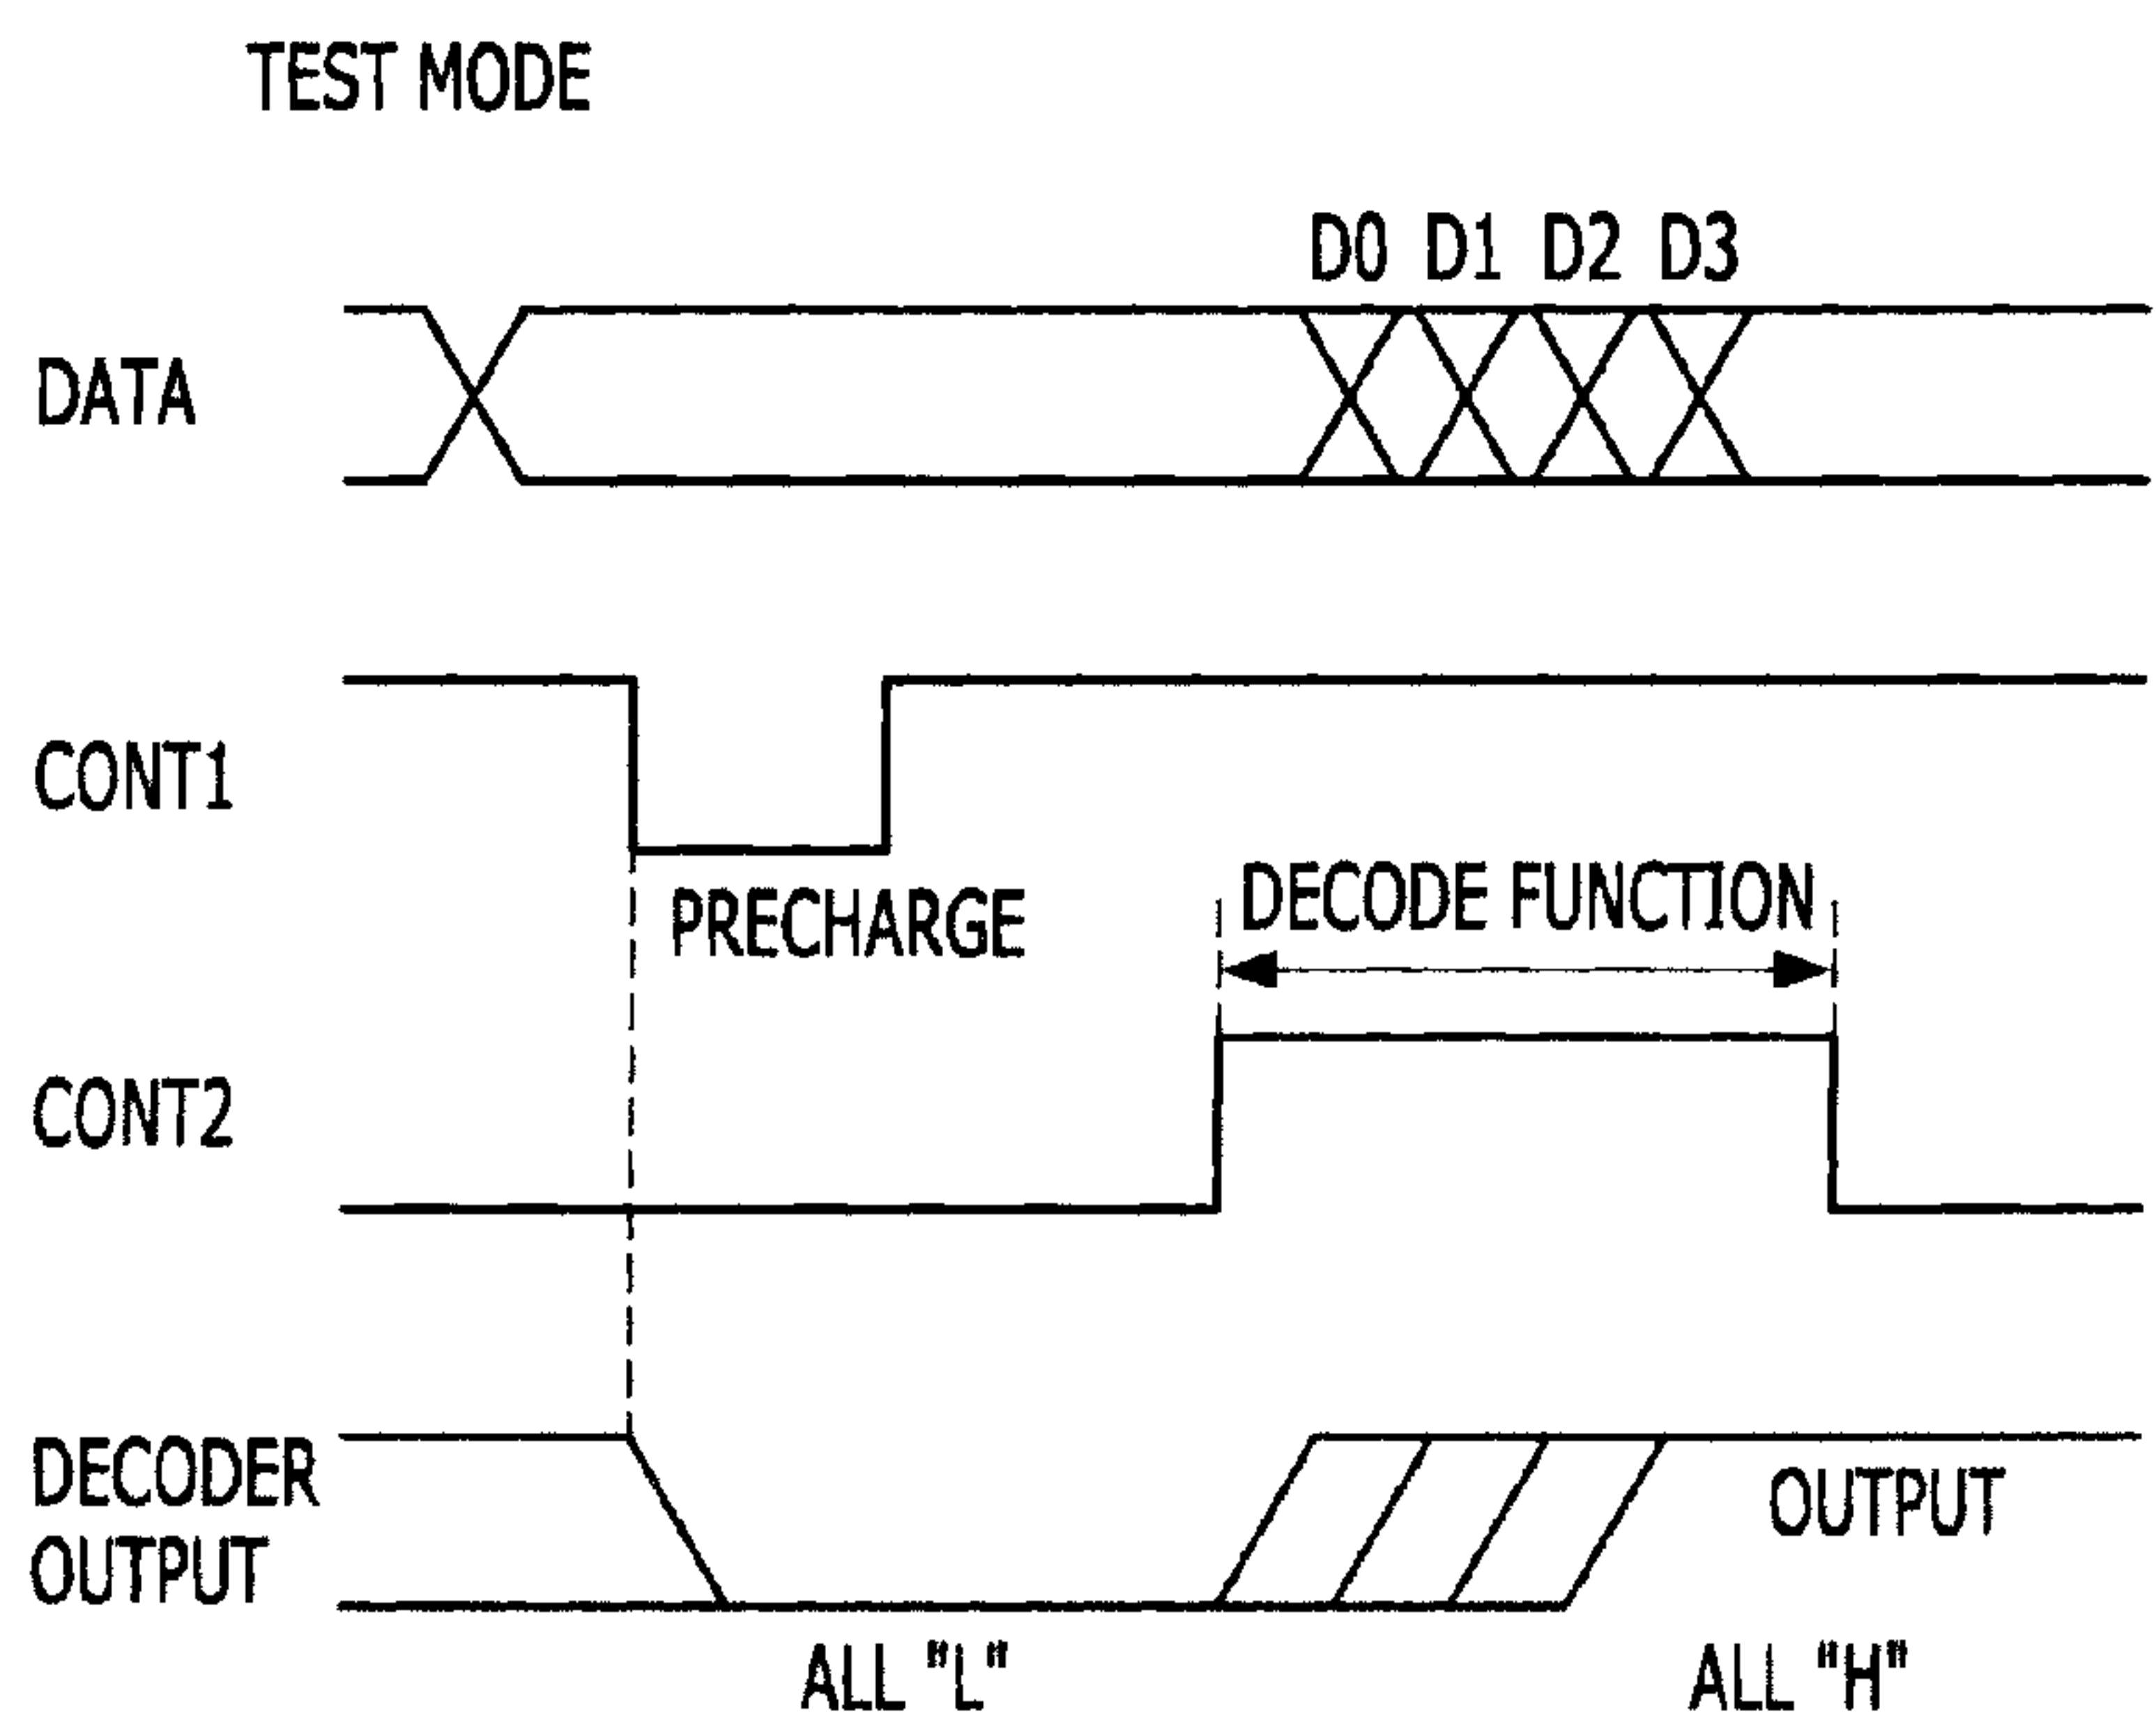 TEST MODE
D0 D1 D2 D3
DATA
CONT1
PRECHARGE
DECODE FUNCTION
CONT2
DECODER
OUTPUT
OUTPUT
ALL "L"
ALL "H"